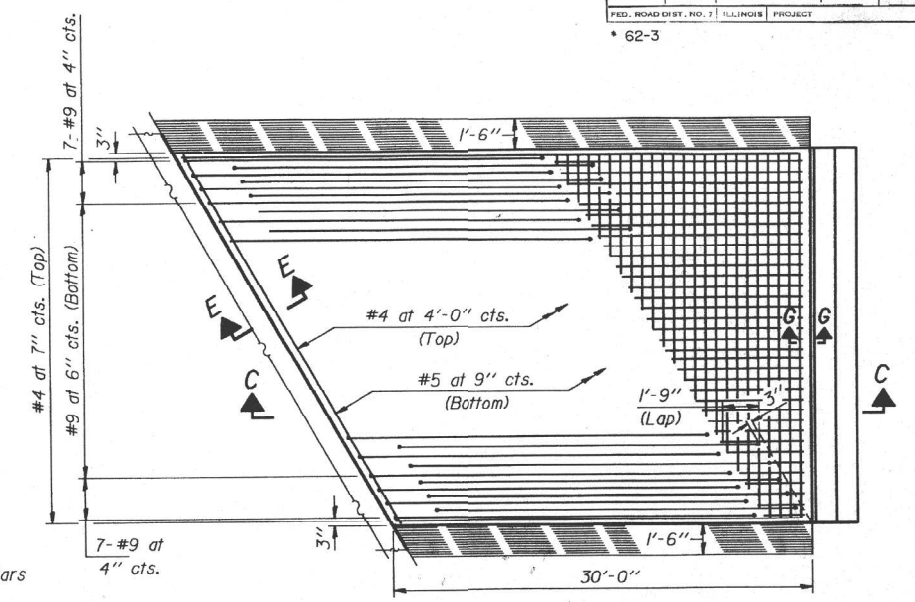 FED. ROAD DIST. NO. 7 ILLINOIS PROJECT
* 62-3
7-#9 at 4" cts.
3"
1'-6"
#4 at 7" cts. (Top)
#9 at 6" cts. (Bottom)
E
E
#4 at 4'-0" cts.
(Top)
G G
#5 at 9" cts.
(Bottom)
C
C
1'-9"
(Lap)
3"
3"
1'-6"
7-#9 at
4" cts.
ars
30'-0"